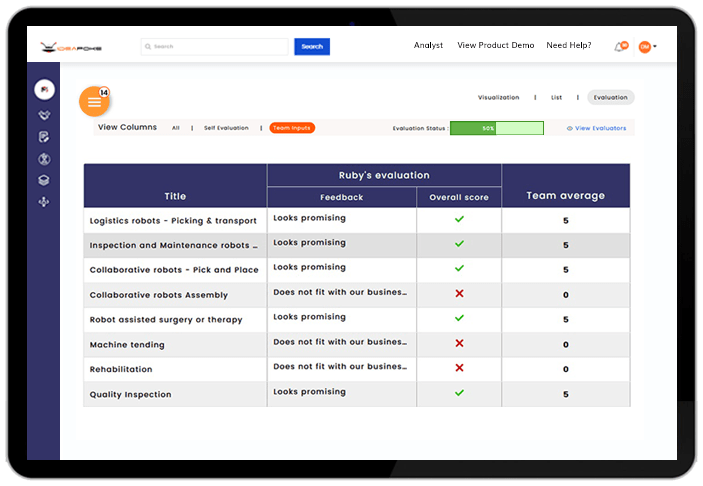 IDEAPOKE Search Search Analyst View Product Demo Need Help? DM
14
Visualization | List | Evaluation
View Columns All | Self Evaluation | Team Inputs Evaluation Status : 50% View Evaluators
Ruby's evaluation
Title Feedback Overall score Team average
Logistics robots - Picking & transport Looks promising 5
Inspection and Maintenance robots ... Looks promising 5
Collaborative robots - Pick and Place Looks promising 5
Collaborative robots Assembly Does not fit with our busines... 0
Robot assisted surgery or therapy Looks promising 5
Machine tending Does not fit with our busines... 0
Rehabilitation Does not fit with our busines... 0
Quality Inspection Looks promising 5